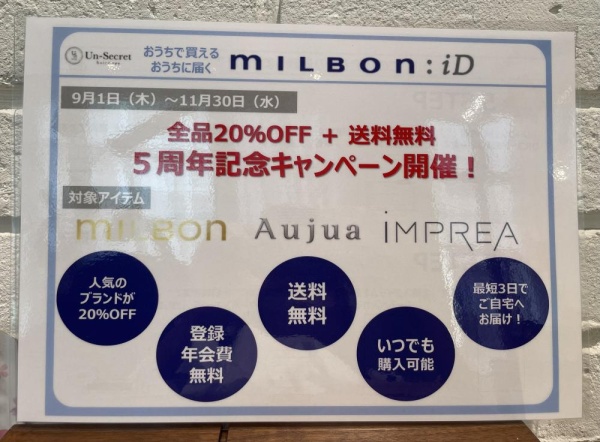 Un-Secret
おうちで買える
おうちに届く
MILBON:iD
9月1日（木）～11月30日（水）
全品20%OFF ＋ 送料無料
５周年記念キャンペーン開催！
対象アイテム
MILBON Aujua IMPREA
人気の
ブランドが
20%OFF
登録
年会費
無料
送料
無料
いつでも
購入可能
最短3日で
ご自宅へ
お届け！